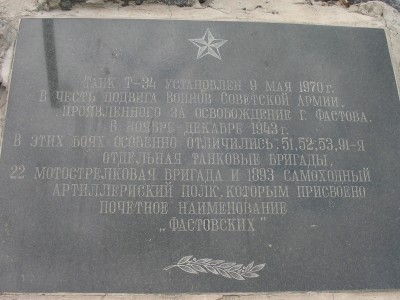 Танк Т-34 установлен 9 мая 1970 г.
в честь подвига воинов Советской Армии,
проявленного за освобождение г. Фастова.
в ноябре-декабре 1943 г.
В этих боях особенно отличились: 51, 52, 53, 91-я
отдельная танковые бригады,
22 мотострелковая бригада и 1893 самоходный
артиллерийский полк, которым присвоено
почетное наименование
„Фастовских"